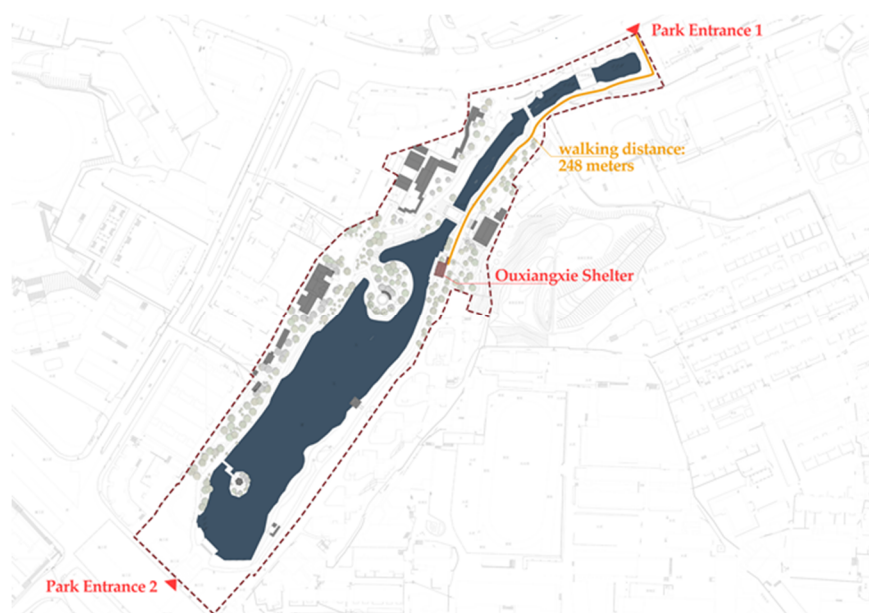 Park Entrance 1
walking distance:
248 meters
Ouxiangxie Shelter
Park Entrance 2